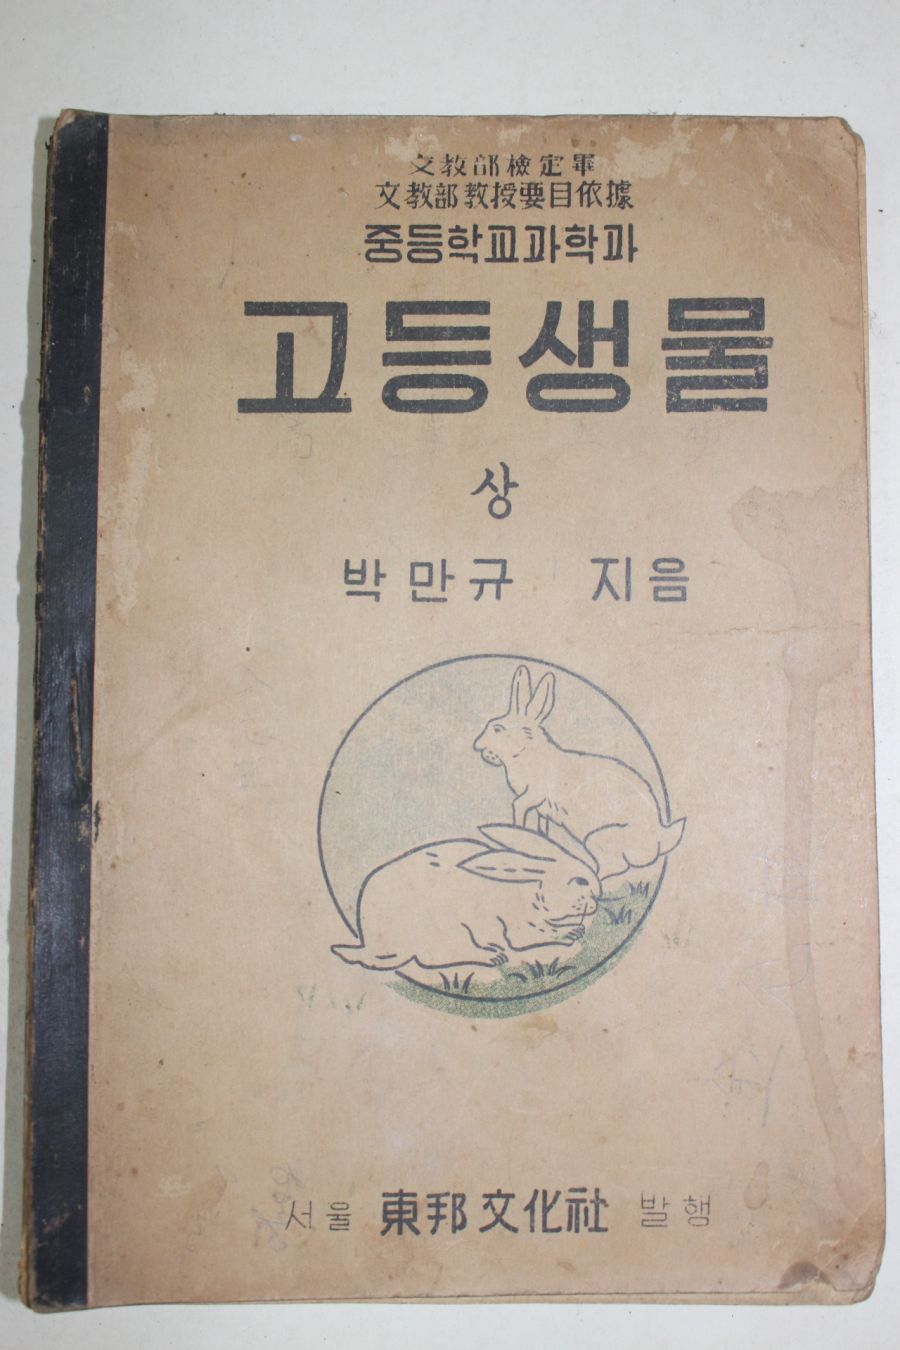 文教部檢定畢
文教部敎授要目依據
중등학교과학과
고등생물
상
박만규 지음
서울 東邦文化社 발행